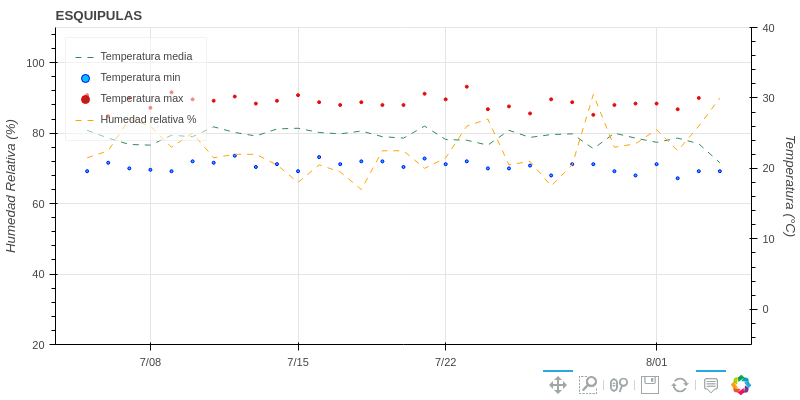 ESQUIPULAS
Temperatura media
Temperatura min
Temperatura max
Humedad relativa %
Humedad Relativa (%)
100
80
60
40
20
Temperatura (°C)
40
30
20
10
0
7/08
7/15
7/22
8/01